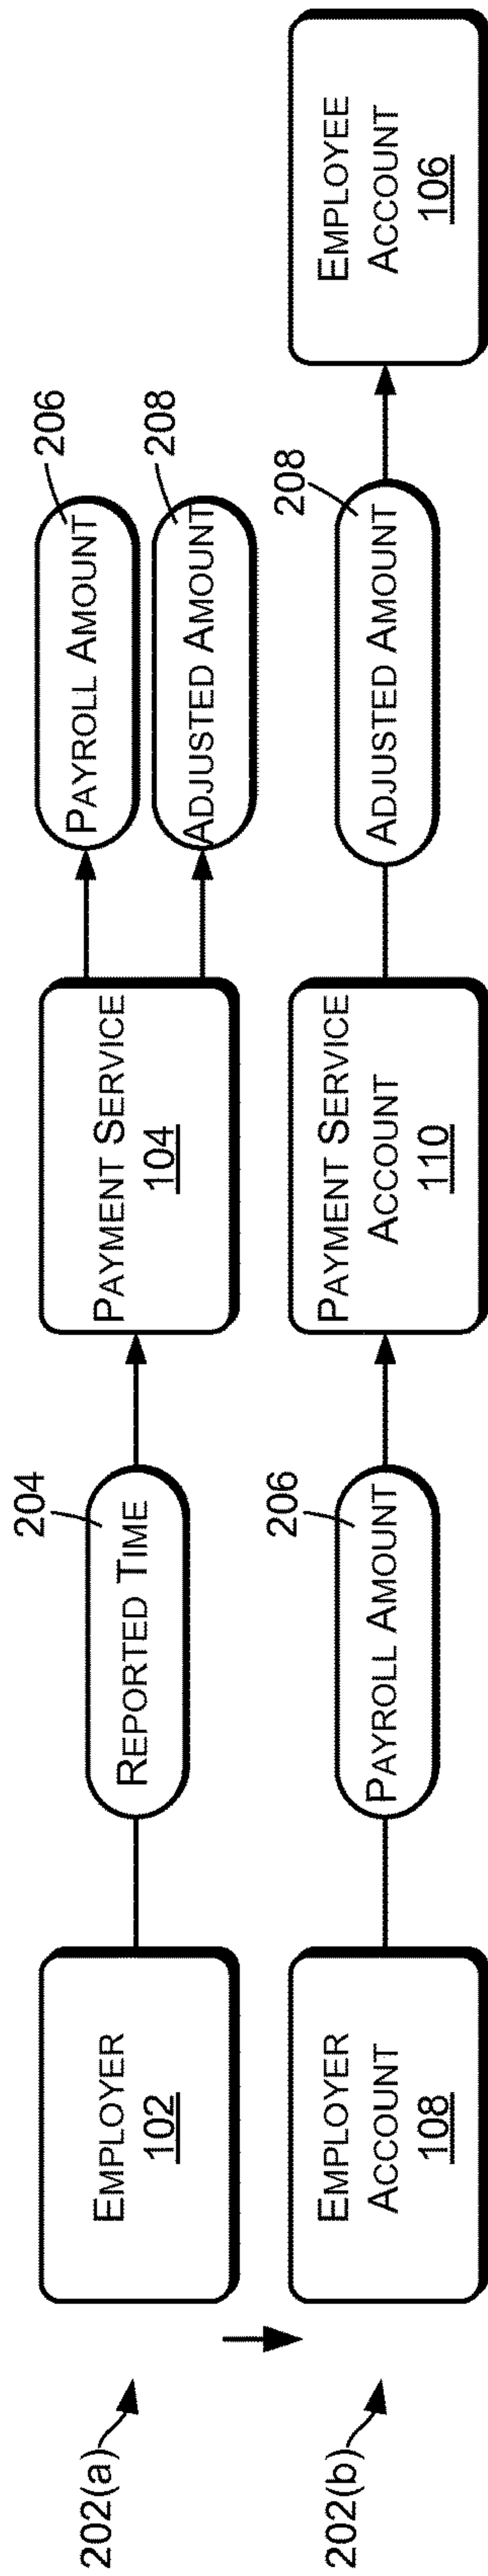 202(a)
EMPLOYER
102
204
REPORTED TIME
PAYMENT SERVICE
104
206
PAYROLL AMOUNT
208
ADJUSTED AMOUNT
202(b)
EMPLOYER
ACCOUNT
108
206
PAYROLL AMOUNT
PAYMENT SERVICE
ACCOUNT
110
208
ADJUSTED AMOUNT
EMPLOYEE
ACCOUNT
106